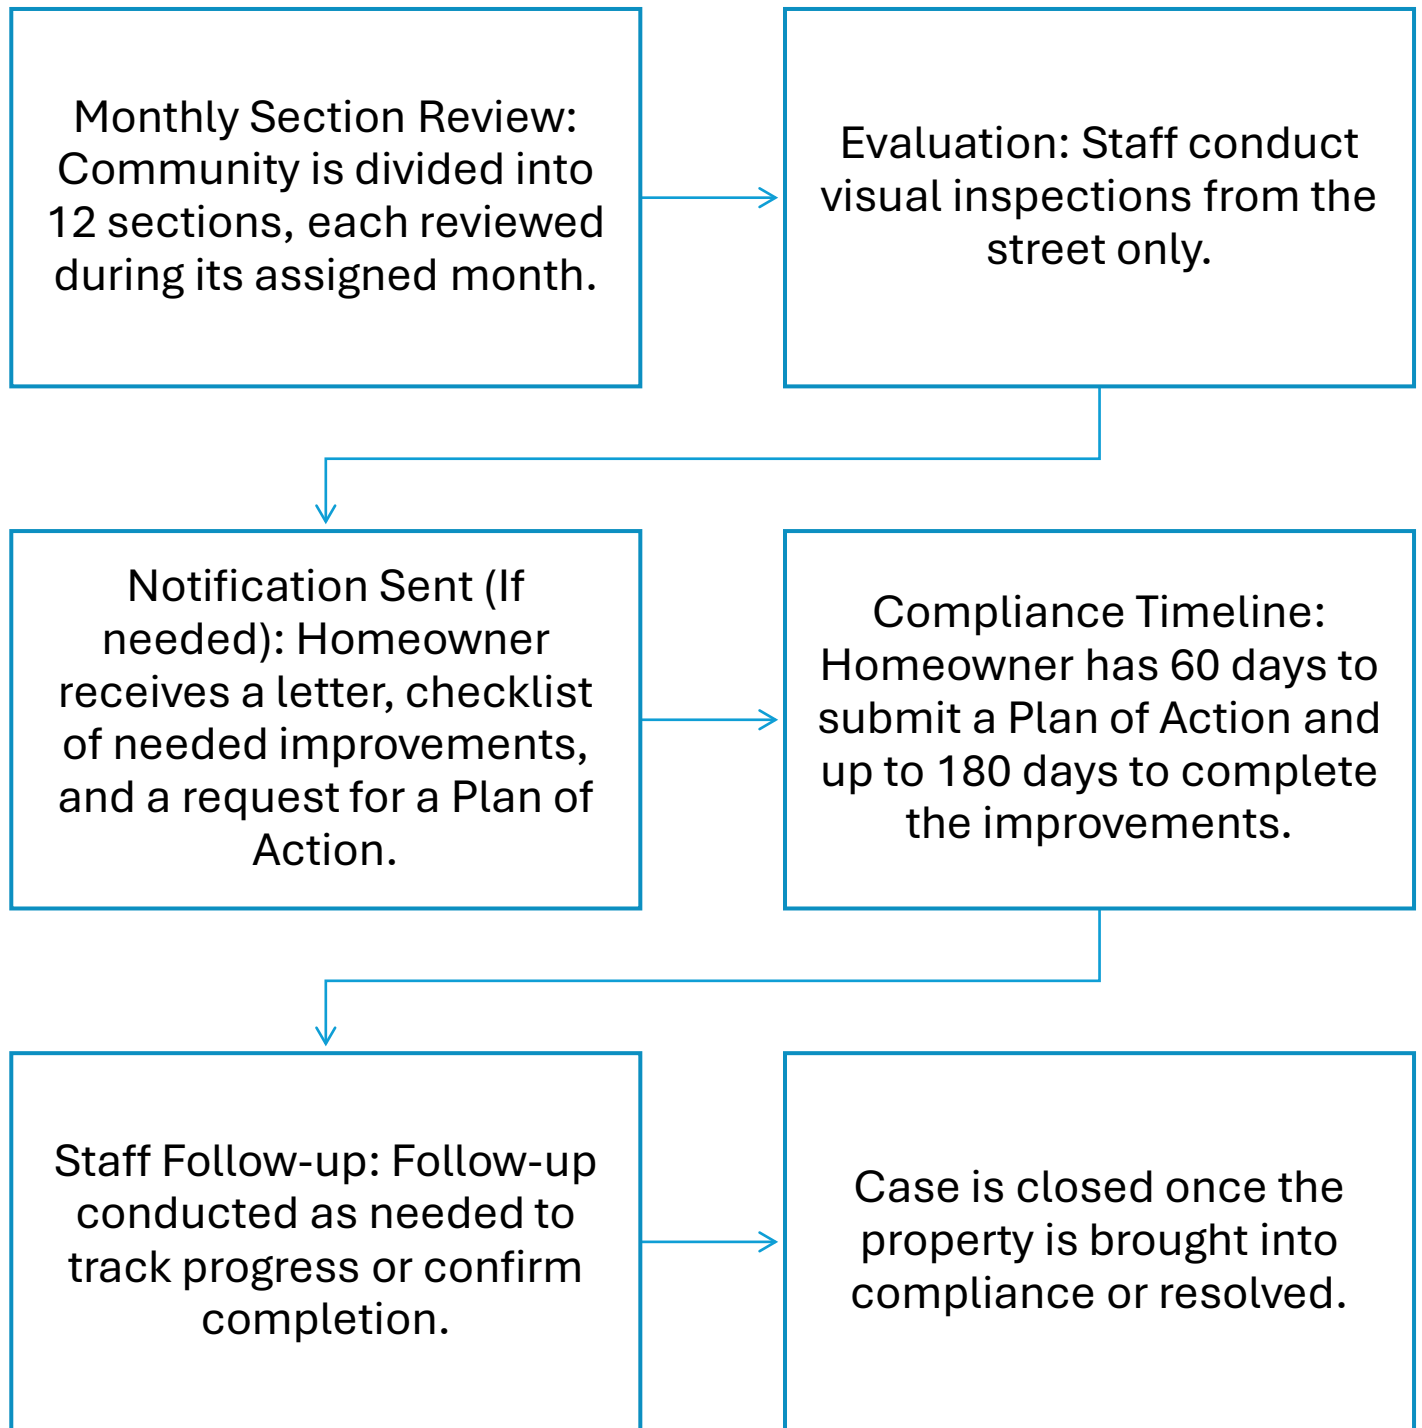 Monthly Section Review:
Community is divided into
12 sections, each reviewed
during its assigned month.
Evaluation: Staff conduct
visual inspections from the
street only.
Notification Sent (If
needed): Homeowner
receives a letter, checklist
of needed improvements,
and a request for a Plan of
Action.
Compliance Timeline:
Homeowner has 60 days to
submit a Plan of Action and
up to 180 days to complete
the improvements.
Staff Follow-up: Follow-up
conducted as needed to
track progress or confirm
completion.
Case is closed once the
property is brought into
compliance or resolved.